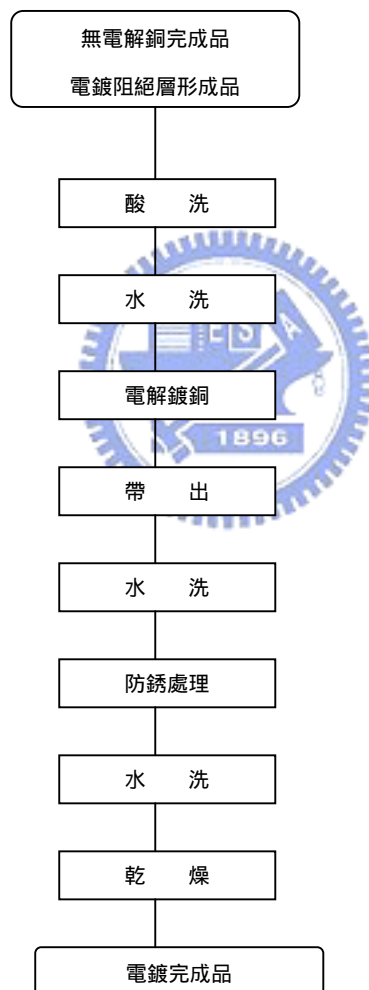 無電解銅完成品
電鍍阻絕層形成品
酸 洗
水 洗
ESA
電解鍍銅
1896
帶 出
水 洗
防銹處理
水 洗
乾 燥
電鍍完成品